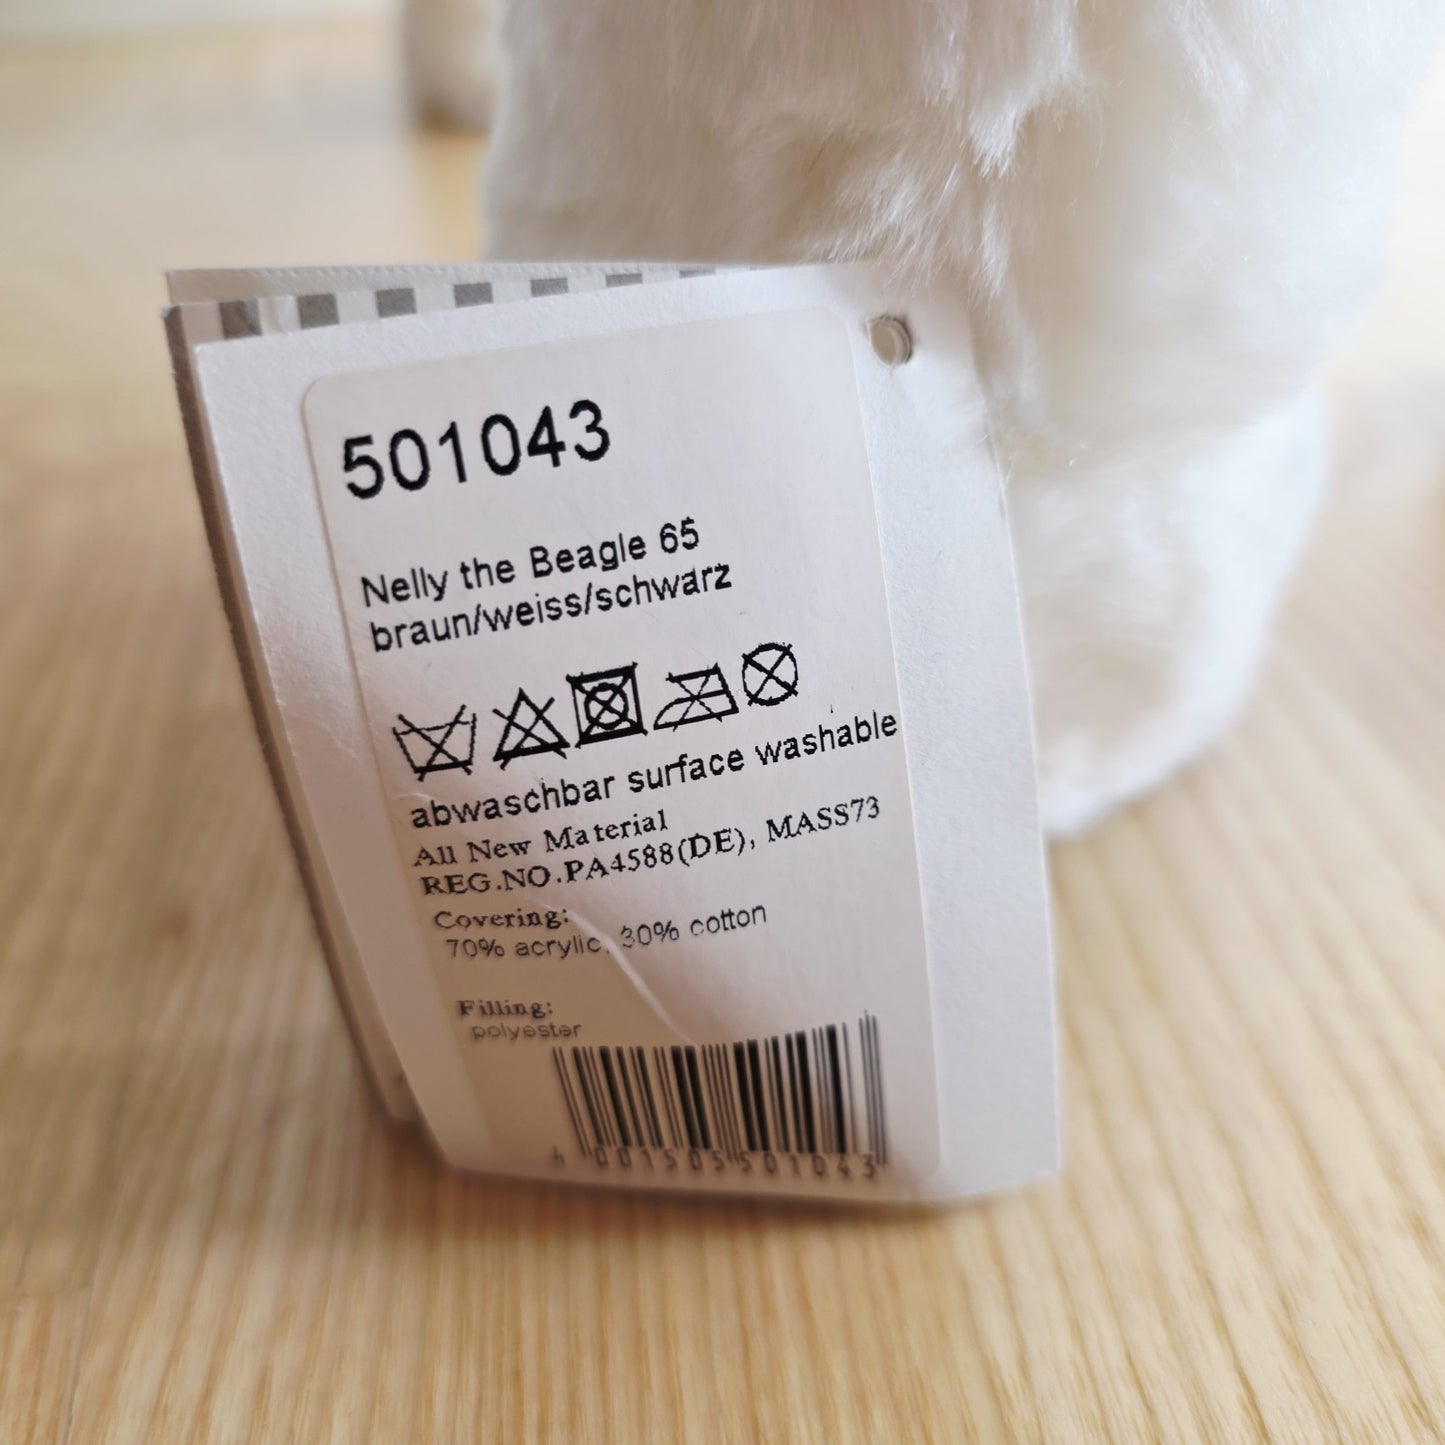 501043
Nelly the Beagle 65
braun/weiss/schwarz
abwaschbar surface washable
All New Material
REG.NO.PA4588(DE), MASS73
Covering:
70% acrylic, 30% cotton
Filling:
polyester
4 001505 501043